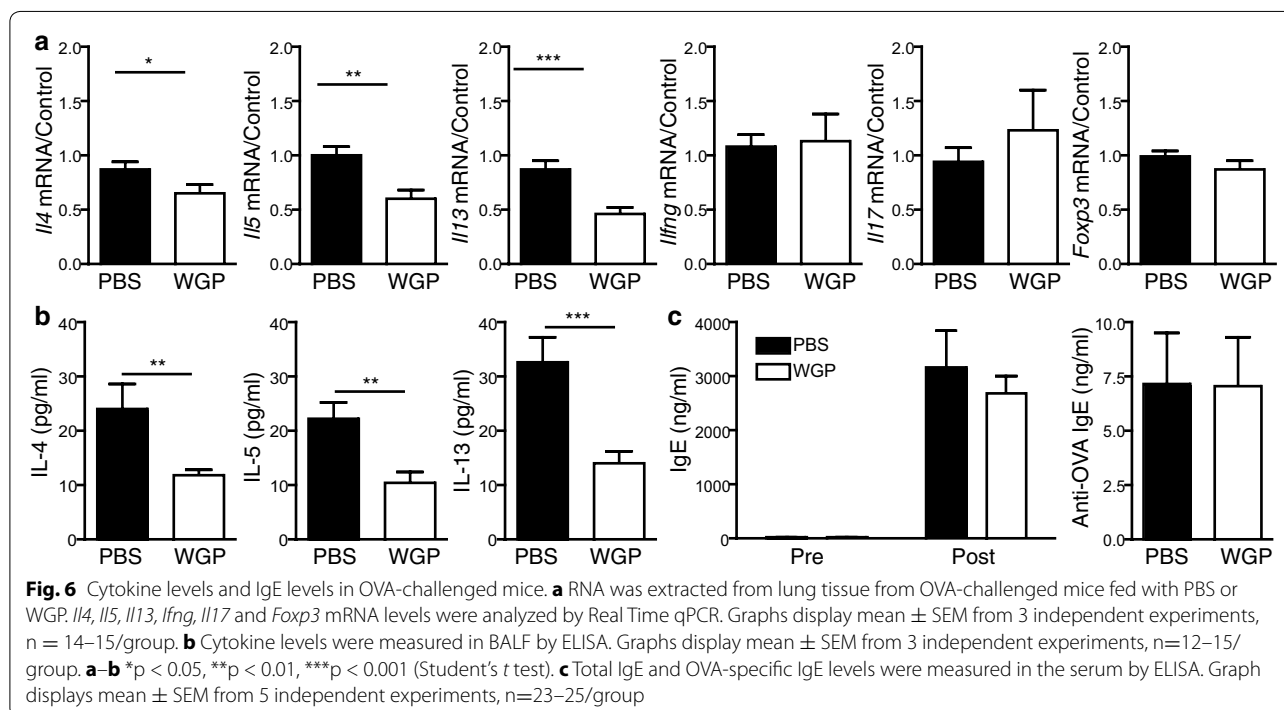 a
2.0
1.5
1.0
0.5
0.0
Il4 mRNA/Control
*
PBS WGP
2.0
1.5
1.0
0.5
0.0
Il5 mRNA/Control
**
PBS WGP
2.0
1.5
1.0
0.5
0.0
Il13 mRNA/Control
***
PBS WGP
2.0
1.5
1.0
0.5
0.0
Ilfng mRNA/Control
PBS WGP
2.0
1.5
1.0
0.5
0.0
Il17 mRNA/Control
PBS WGP
2.0
1.5
1.0
0.5
0.0
Foxp3 mRNA/Control
PBS WGP
b
40
30
20
10
0
IL-4 (pg/ml)
**
PBS WGP
40
30
20
10
0
IL-5 (pg/ml)
**
PBS WGP
40
30
20
10
0
IL-13 (pg/ml)
***
PBS WGP
c
4000
3000
2000
1000
0
IgE (ng/ml)
PBS
WGP
Pre Post
10.0
7.5
5.0
2.5
0.0
Anti-OVA IgE (ng/ml)
PBS WGP
Fig. 6 Cytokine levels and IgE levels in OVA-challenged mice. a RNA was extracted from lung tissue from OVA-challenged mice fed with PBS or
WGP. Il4, Il5, Il13, Ifng, Il17 and Foxp3 mRNA levels were analyzed by Real Time qPCR. Graphs display mean ± SEM from 3 independent experiments,
n = 14–15/group. b Cytokine levels were measured in BALF by ELISA. Graphs display mean ± SEM from 3 independent experiments, n=12–15/
group. a–b *p < 0.05, **p < 0.01, ***p < 0.001 (Student's t test). c Total IgE and OVA-specific IgE levels were measured in the serum by ELISA. Graph
displays mean ± SEM from 5 independent experiments, n=23–25/group